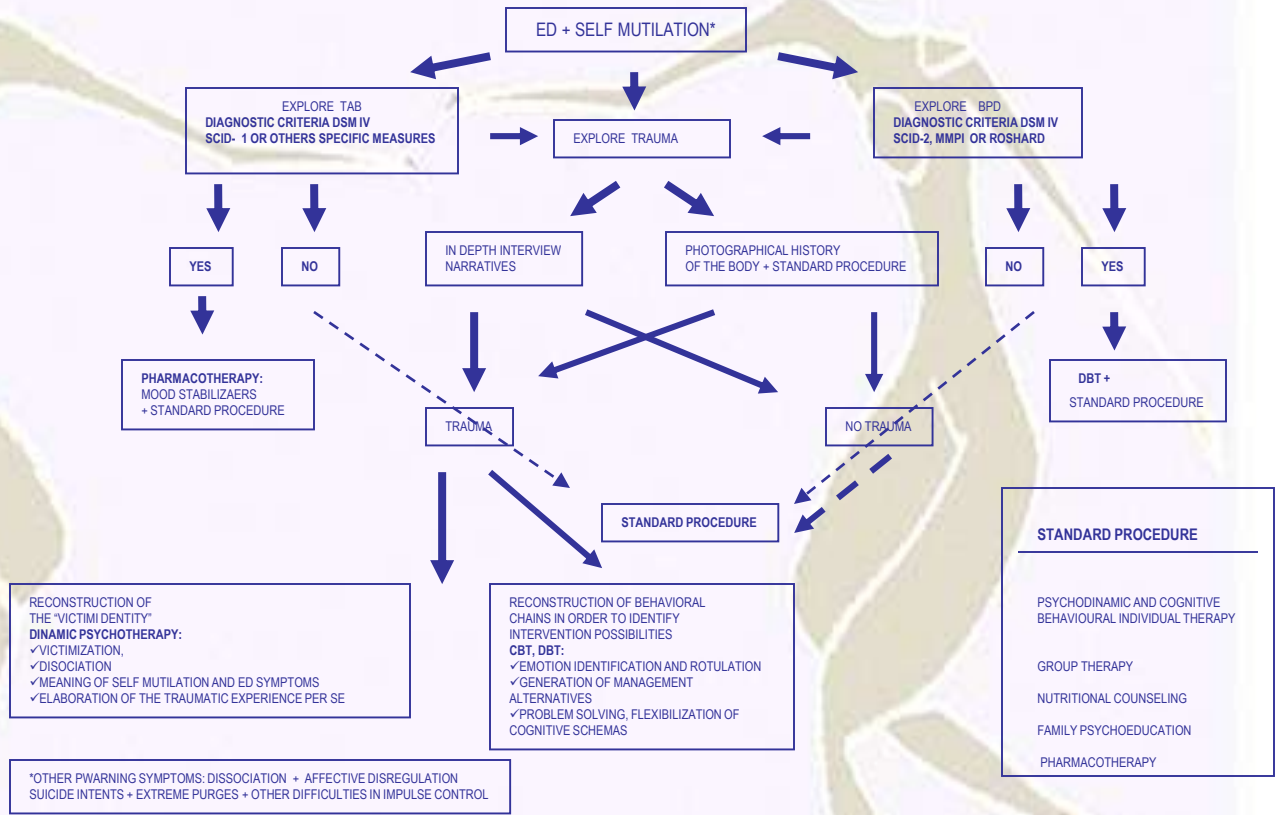 ED + SELF MUTILATION*
EXPLORE TAB
DIAGNOSTIC CRITERIA DSM IV
SCID- 1 OR OTHERS SPECIFIC MEASURES
EXPLORE TRAUMA
EXPLORE BPD
DIAGNOSTIC CRITERIA DSM IV
SCID-2, MMPI OR ROSHARD
YES
NO
IN DEPTH INTERVIEW
NARRATIVES
PHOTOGRAPHICAL HISTORY
OF THE BODY + STANDARD PROCEDURE
NO
YES
PHARMACOTHERAPY:
MOOD STABILIZAERS
+ STANDARD PROCEDURE
TRAUMA
NO TRAUMA
DBT +
STANDARD PROCEDURE
STANDARD PROCEDURE
RECONSTRUCTION OF
THE “VICTIMI DENTITY”
DINAMIC PSYCHOTHERAPY:
✓VICTIMIZATION,
✓DISOCIATION
✓MEANING OF SELF MUTILATION AND ED SYMPTOMS
✓ELABORATION OF THE TRAUMATIC EXPERIENCE PER SE
RECONSTRUCTION OF BEHAVIORAL
CHAINS IN ORDER TO IDENTIFY
INTERVENTION POSSIBILITIES
CBT, DBT:
✓EMOTION IDENTIFICATION AND ROTULATION
✓GENERATION OF MANAGEMENT
ALTERNATIVES
✓PROBLEM SOLVING, FLEXIBILIZATION OF
COGNITIVE SCHEMAS
STANDARD PROCEDURE
PSYCHODINAMIC AND COGNITIVE
BEHAVIOURAL INDIVIDUAL THERAPY
GROUP THERAPY
NUTRITIONAL COUNSELING
FAMILY PSYCHOEDUCATION
PHARMACOTHERAPY
*OTHER PWARNING SYMPTOMS: DISSOCIATION + AFFECTIVE DISREGULATION
SUICIDE INTENTS + EXTREME PURGES + OTHER DIFFICULTIES IN IMPULSE CONTROL